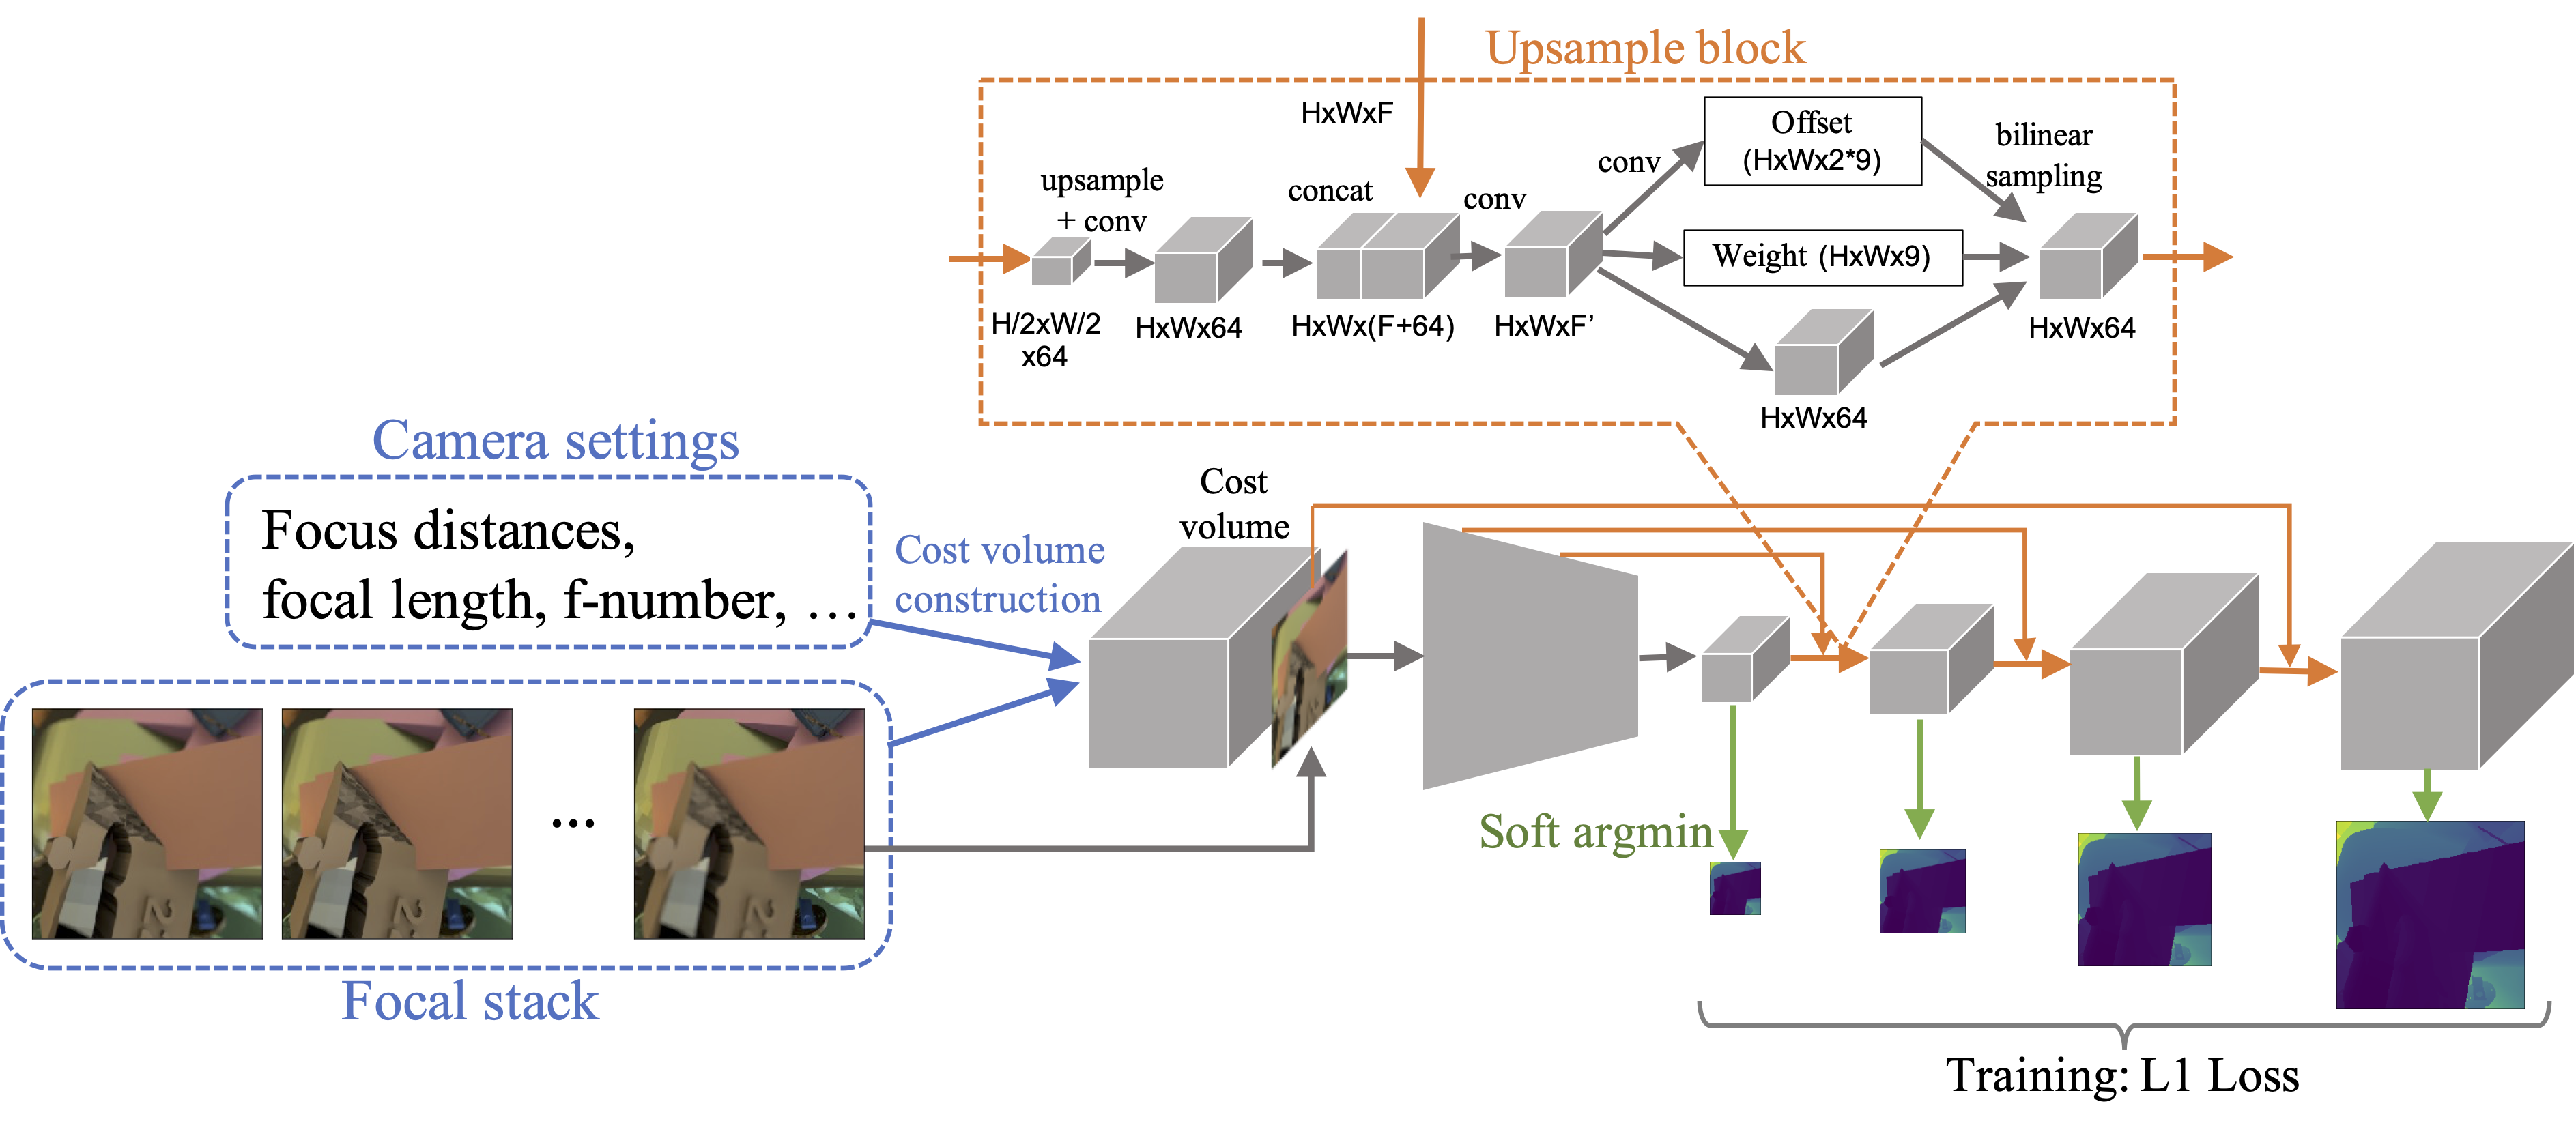 Upsample block
HxWxF
Offset
(HxWx2*9)
bilinear
sampling
conv
upsample
+ conv
concat
conv
Weight (HxWx9)
H/2xW/2
x64
HxWx64
HxWx(F+64)
HxWxF’
HxWx64
HxWx64
Camera settings
Focus distances,
focal length, f-number, …
Cost volume
construction
Cost
volume
...
Focal stack
Soft argmin
Training: L1 Loss